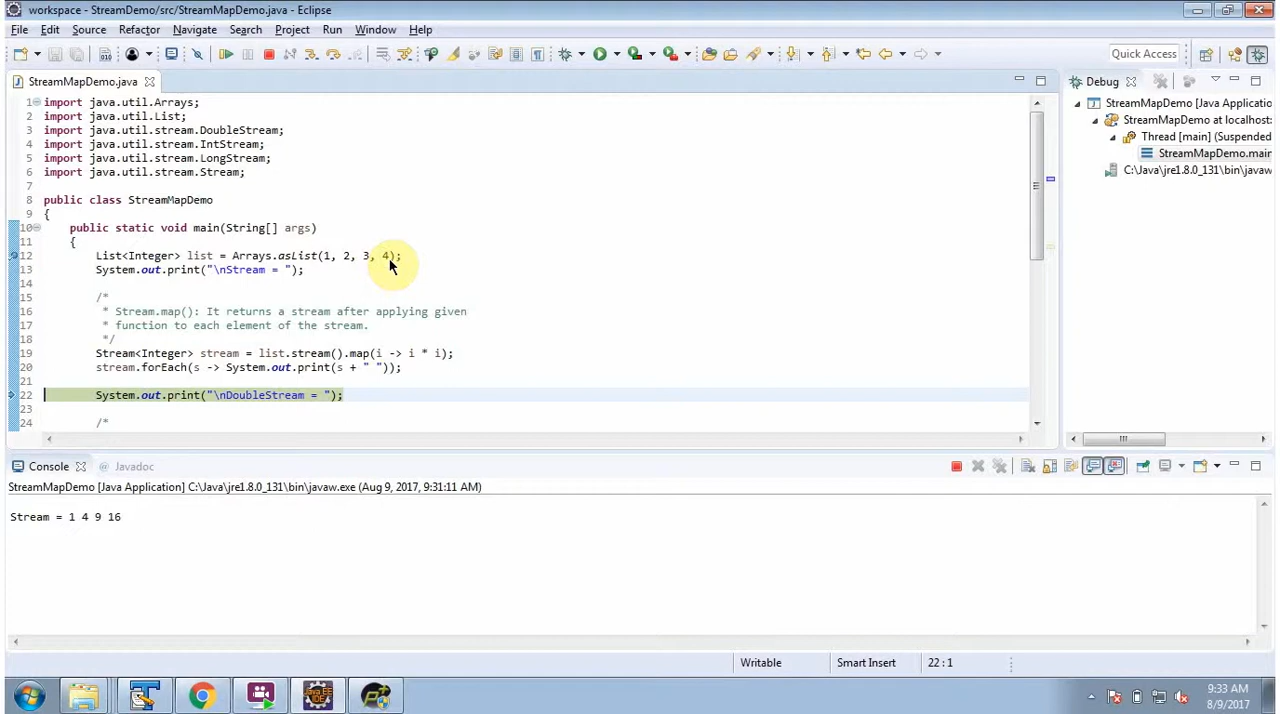 workspace - StreamDemo/src/StreamMapDemo.java - Eclipse
File Edit Source Refactor Navigate Search Project Run Window Help
Quick Access
StreamMapDemo.java
1 import java.util.Arrays;
2 import java.util.List;
3 import java.util.stream.DoubleStream;
4 import java.util.stream.IntStream;
5 import java.util.stream.LongStream;
6 import java.util.stream.Stream;
7
8 public class StreamMapDemo
9 {
10 public static void main(String[] args)
11 {
12 List<Integer> list = Arrays.asList(1, 2, 3, 4);
13 System.out.print("\nStream = ");
14
15 /*
16 * Stream.map(): It returns a stream after applying given
17 * function to each element of the stream.
18 */
19 Stream<Integer> stream = list.stream().map(i -> i * i);
20 stream.forEach(s -> System.out.print(s + " "));
21
22 System.out.print("\nDoubleStream = ");
23
24 /*
Debug
StreamMapDemo [Java Applicatio
StreamMapDemo at localhost:
Thread [main] (Suspended
StreamMapDemo.main
C:\Java\jre1.8.0_131\bin\javaw
Console Javadoc
StreamMapDemo [Java Application] C:\Java\jre1.8.0_131\bin\javaw.exe (Aug 9, 2017, 9:31:11 AM)
Stream = 1 4 9 16
Writable Smart Insert 22 : 1
Java EE
IDE
9:33 AM
8/9/2017